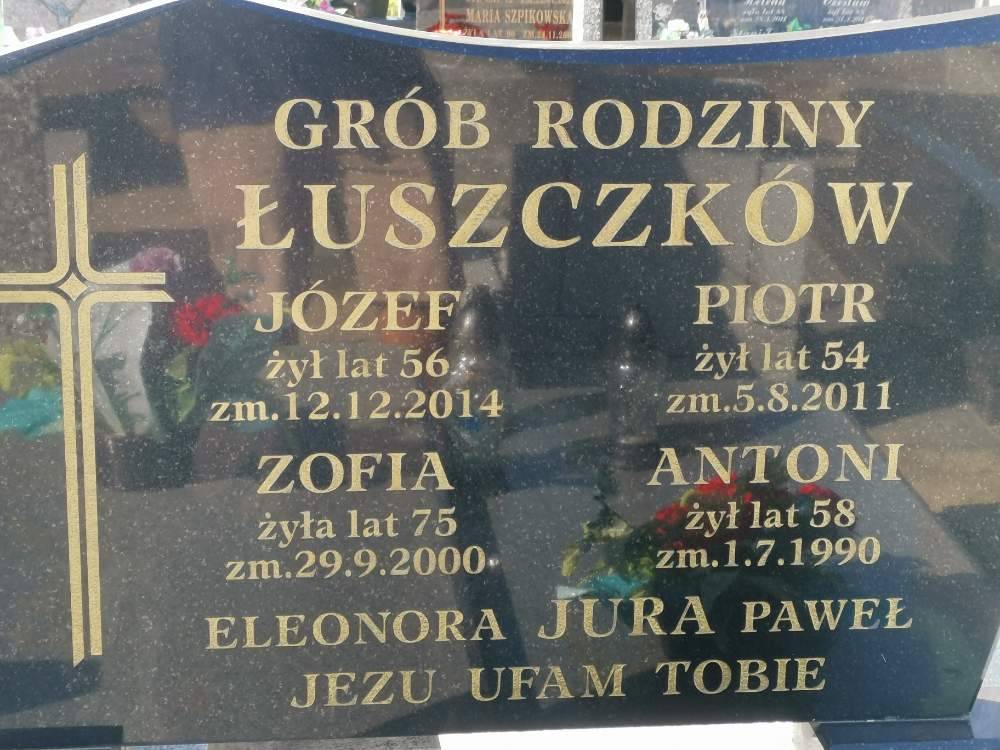 MARIA SZPIKOWSKA
GRÓB RODZINY
ŁUSZCZKÓW
JÓZEF
żył lat 56
zm.12.12.2014
PIOTR
żył lat 54
zm.5.8.2011
ZOFIA
żyła lat 75
zm.29.9.2000
ANTONI
żył lat 58
zm.1.7.1990
ELEONORA JURA PAWEŁ
JEZU UFAM TOBIE